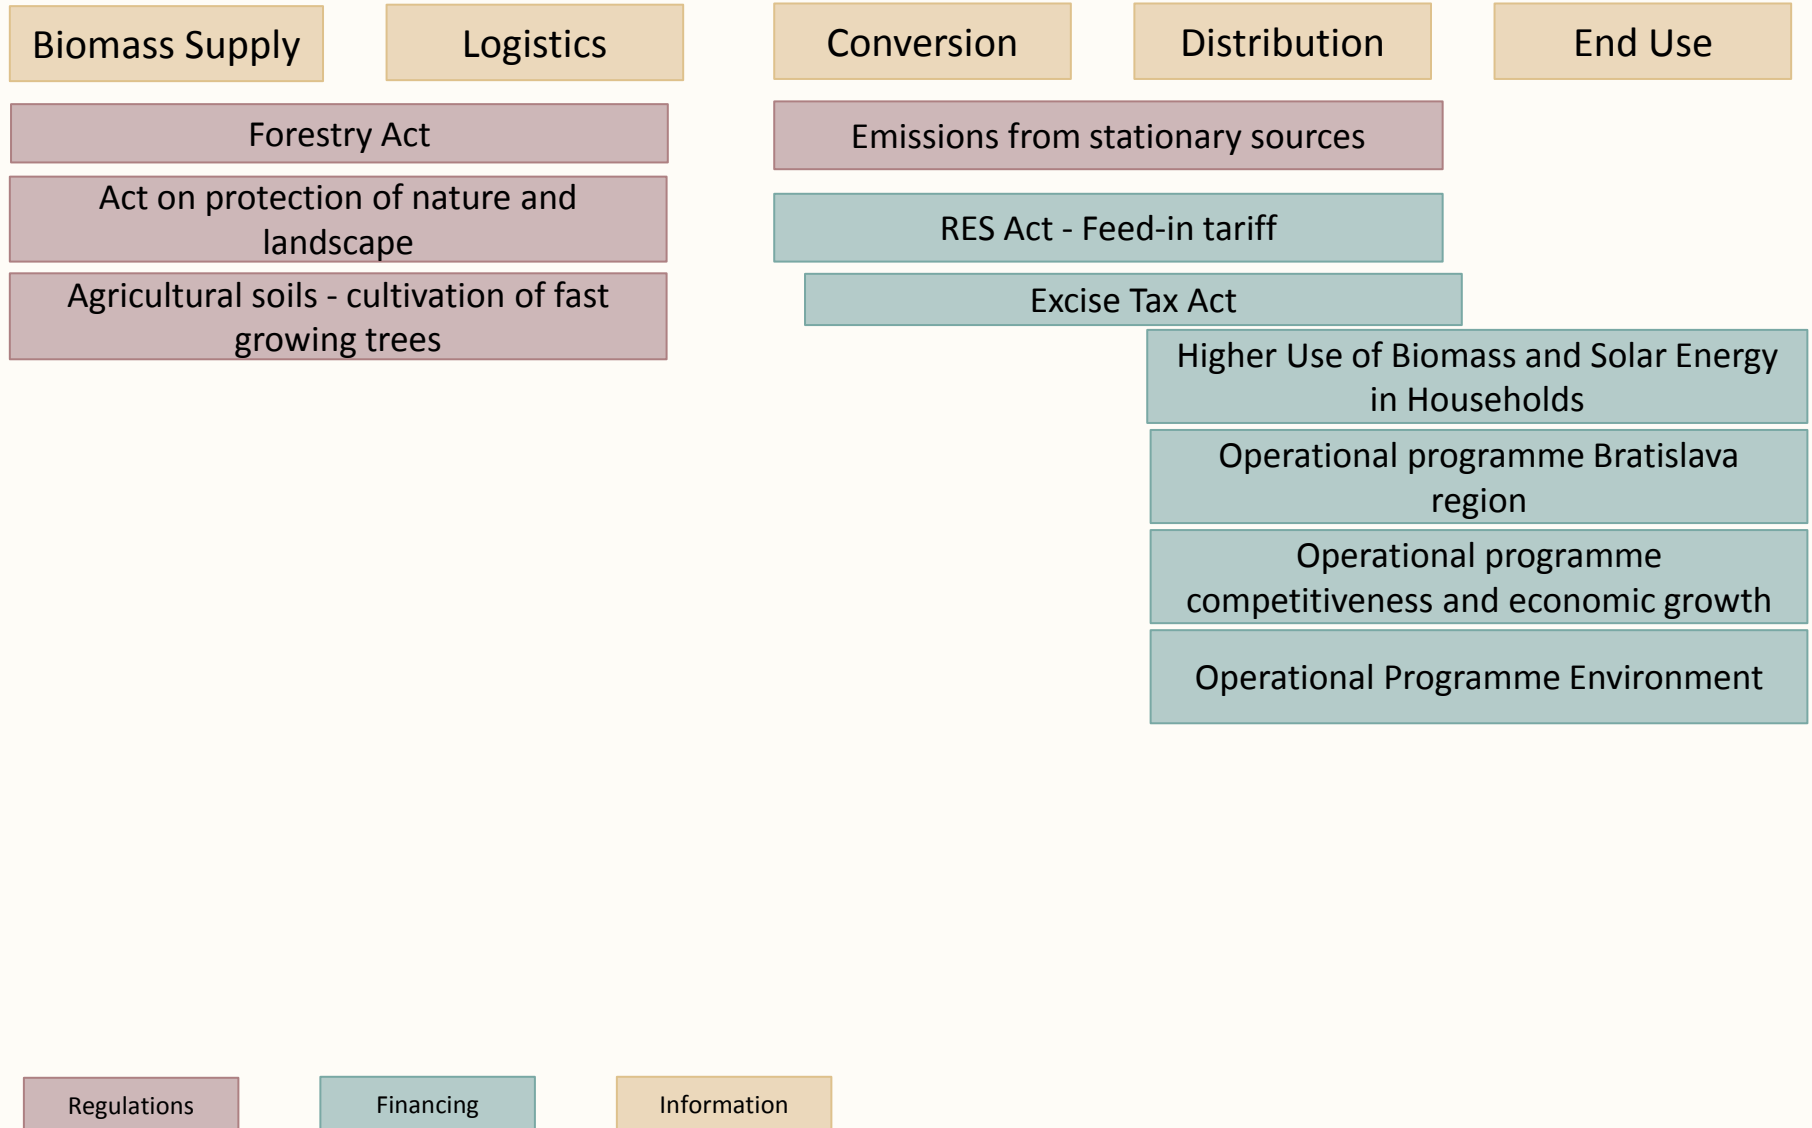 Biomass Supply
Logistics
Conversion
Distribution
End Use
Forestry Act
Act on protection of nature and
landscape
Agricultural soils - cultivation of fast
growing trees
Emissions from stationary sources
RES Act - Feed-in tariff
Excise Tax Act
Higher Use of Biomass and Solar Energy
in Households
Operational programme Bratislava
region
Operational programme
competitiveness and economic growth
Operational Programme Environment
Regulations
Financing
Information